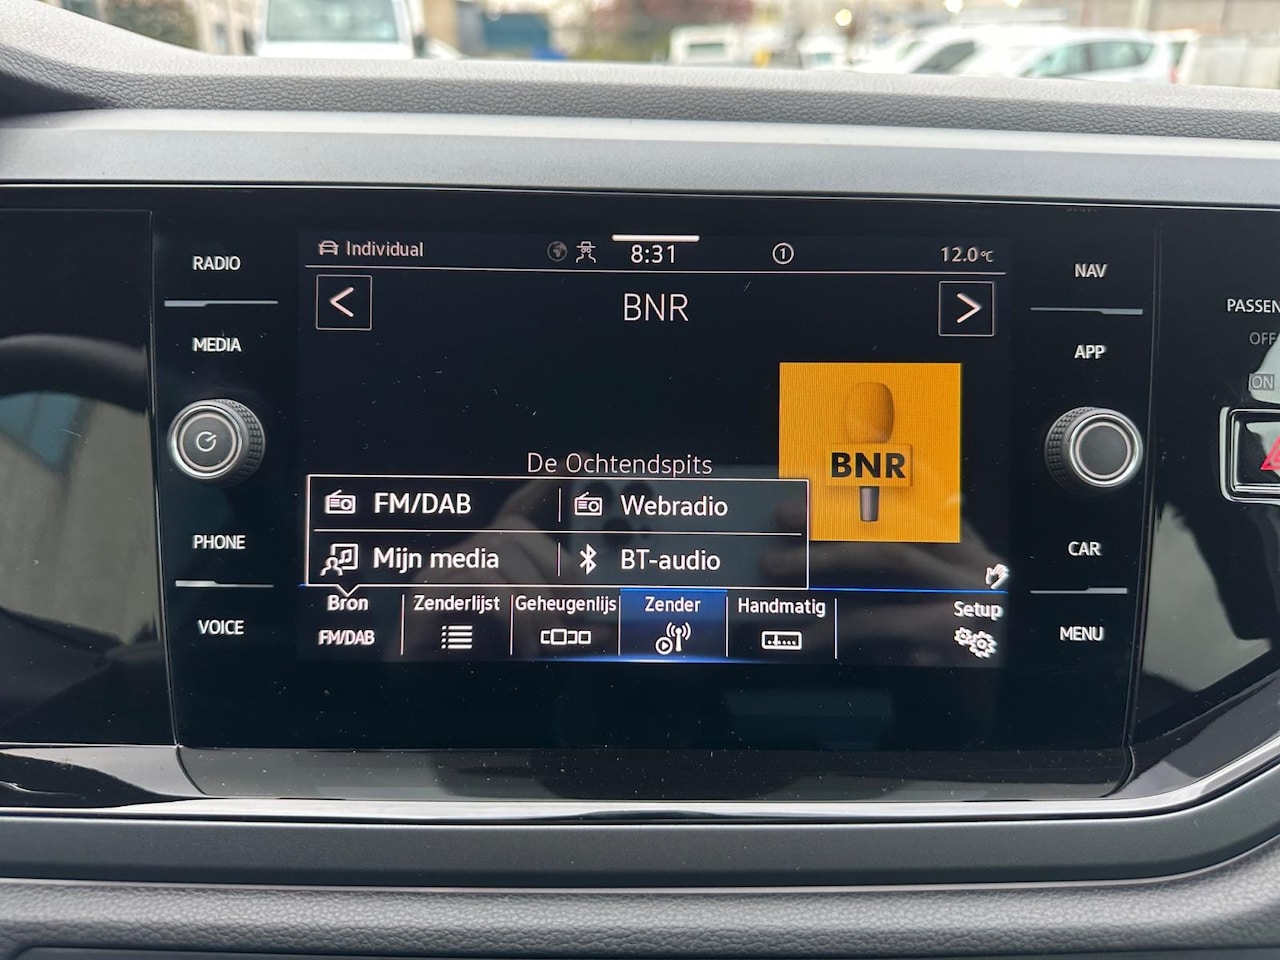 Individual 8:31 1 12.0°C
BNR
RADIO
MEDIA
PHONE
VOICE
De Ochtendspits
BNR
FM/DAB Webradio
Mijn media BT-audio
Bron Zenderlijst Geheugenlijs Zender Handmatig Setup
FM/DAB
NAV
APP
CAR
MENU
PASSEN
OFF
ON